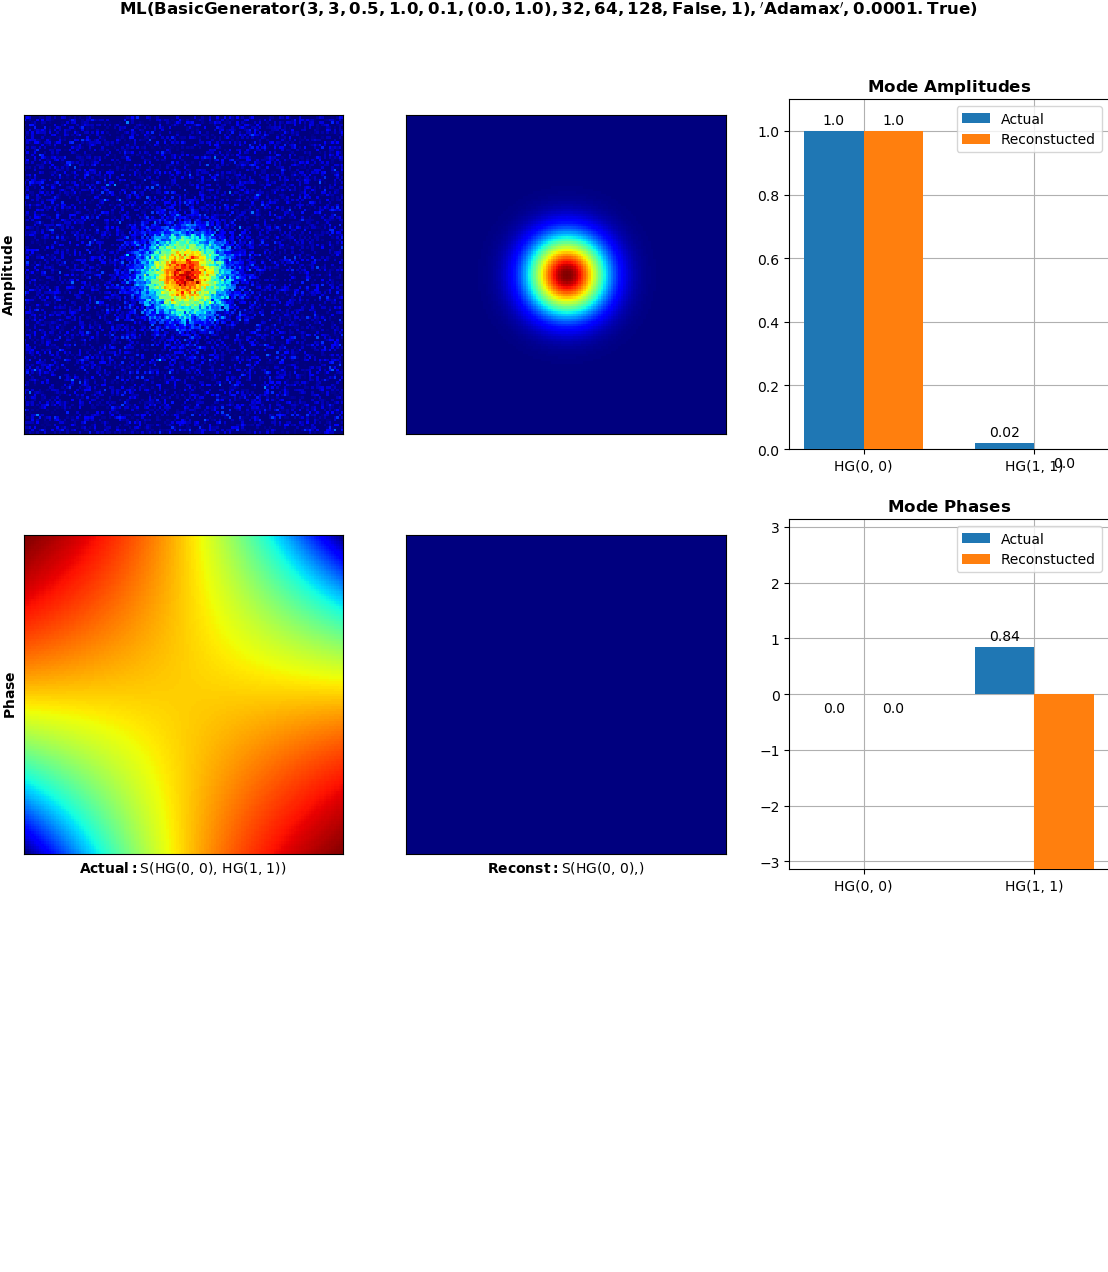 ML(BasicGenerator(3, 3, 0.5, 1.0, 0.1, (0.0, 1.0), 32, 64, 128, False, 1), 'Adamax', 0.0001. True)
Mode Amplitudes
Amplitude
1.0 1.0
Actual
Reconstucted
1.0
0.8
0.6
0.4
0.2
0.0
0.02
0.0
HG(0, 0) HG(1, 1)
Mode Phases
Phase
Actual
Reconstucted
3
2
1
0
−1
−2
−3
0.84
0.0 0.0
HG(0, 0) HG(1, 1)
Actual: S(HG(0, 0), HG(1, 1))
Reconst: S(HG(0, 0),)